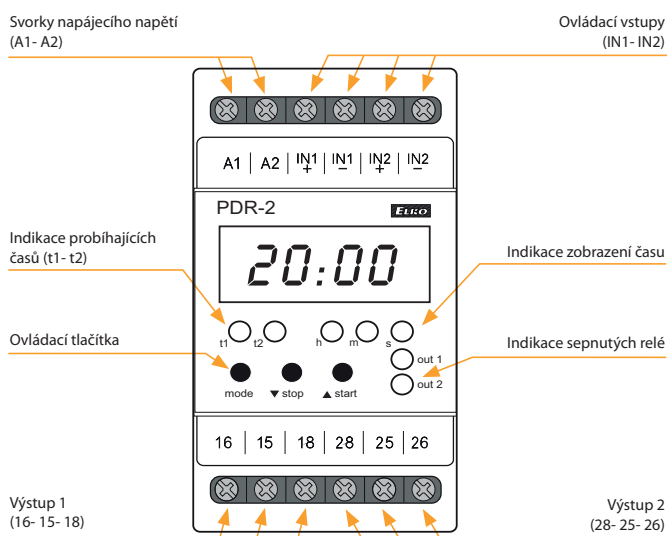 Svorky napájecího napětí
(A1- A2)
Ovládací vstupy
(IN1- IN2)
A1 | A2 | IN1 + | IN1 − | IN2 + | IN2 −
PDR-2
ELKO
20:00
Indikace probíhajících
časů (t1- t2)
Indikace zobrazení času
t1 t2 h m s
Ovládací tlačítka
Indikace sepnutých relé
out 1
out 2
mode ▼ stop ▲ start
16 | 15 | 18 | 28 | 25 | 26
Výstup 1
(16- 15- 18)
Výstup 2
(28- 25- 26)